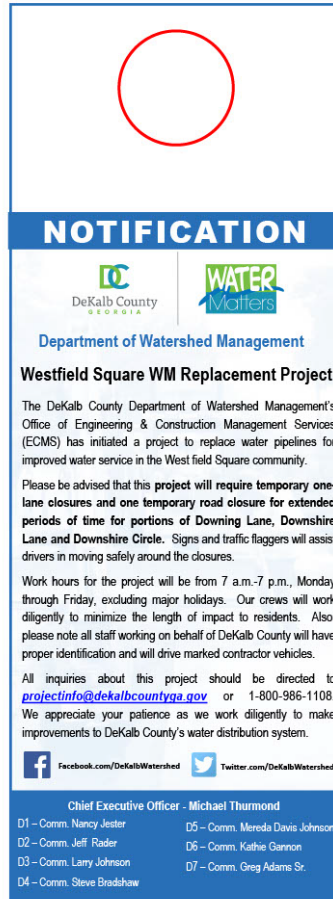 NOTIFICATION
DC
DeKalb County
GEORGIA
WATER
Matters
Department of Watershed Management
Westfield Square WM Replacement Project
The DeKalb County Department of Watershed Management's
Office of Engineering & Construction Management Services
(ECMS) has initiated a project to replace water pipelines for
improved water service in the West field Square community.
Please be advised that this project will require temporary one-
lane closures and one temporary road closure for extended
periods of time for portions of Downing Lane, Downshire
Lane and Downshire Circle. Signs and traffic flaggers will assist
drivers in moving safely around the closures.
Work hours for the project will be from 7 a.m.-7 p.m., Monday
through Friday, excluding major holidays. Our crews will work
diligently to minimize the length of impact to residents. Also
please note all staff working on behalf of DeKalb County will have
proper identification and will drive marked contractor vehicles.
All inquiries about this project should be directed to
projectinfo@dekalbcountyga.gov or 1-800-986-1108
We appreciate your patience as we work diligently to make
improvements to DeKalb County's water distribution system.
Facebook.com/DeKalbWatershed
Twitter.com/DeKalbWatershed
Chief Executive Officer - Michael Thurmond
D1 – Comm. Nancy Jester
D2 – Comm. Jeff Rader
D3 – Comm. Larry Johnson
D4 – Comm. Steve Bradshaw
D5 – Comm. Mereda Davis Johnson
D6 – Comm. Kathie Gannon
D7 – Comm. Greg Adams Sr.